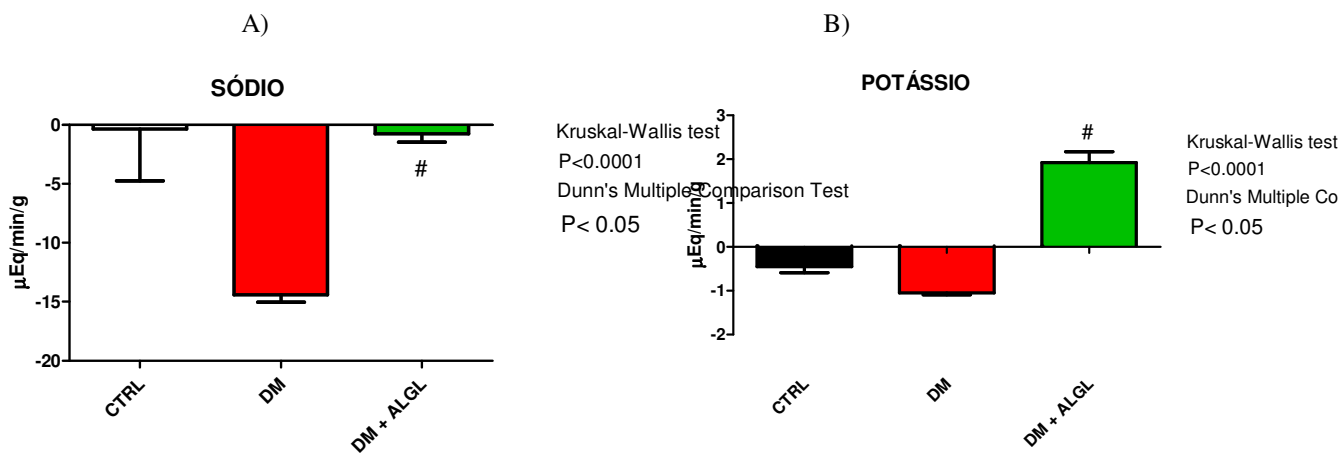 A)
SÓDIO
0
-5
-10
-15
-20
µEq/min/g
CTRL
DM
DM + ALGL
#
Kruskal-Wallis test
P<0.0001
Dunn's Multiple Comparison Test
P< 0.05
B)
POTÁSSIO
3
2
1
0
-1
-2
µEq/min/g
CTRL
DM
DM + ALGL
#
Kruskal-Wallis test
P<0.0001
Dunn's Multiple Co
P< 0.05